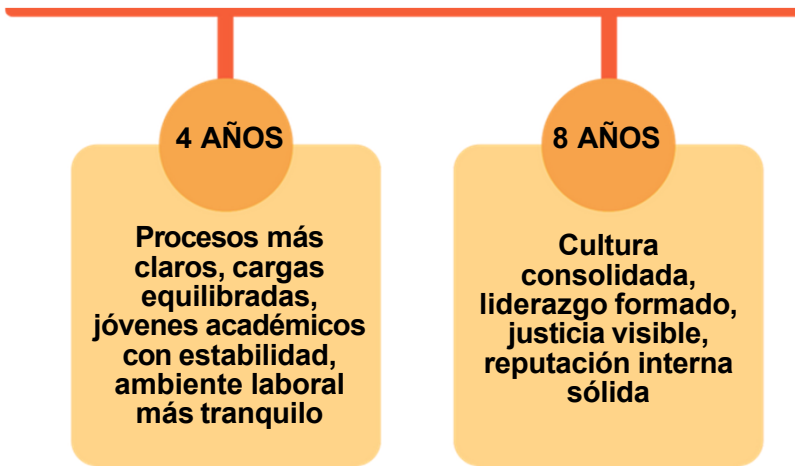 4 AÑOS
Procesos más
claros, cargas
equilibradas,
jóvenes académicos
con estabilidad,
ambiente laboral
más tranquilo
8 AÑOS
Cultura
consolidada,
liderazgo formado,
justicia visible,
reputación interna
sólida